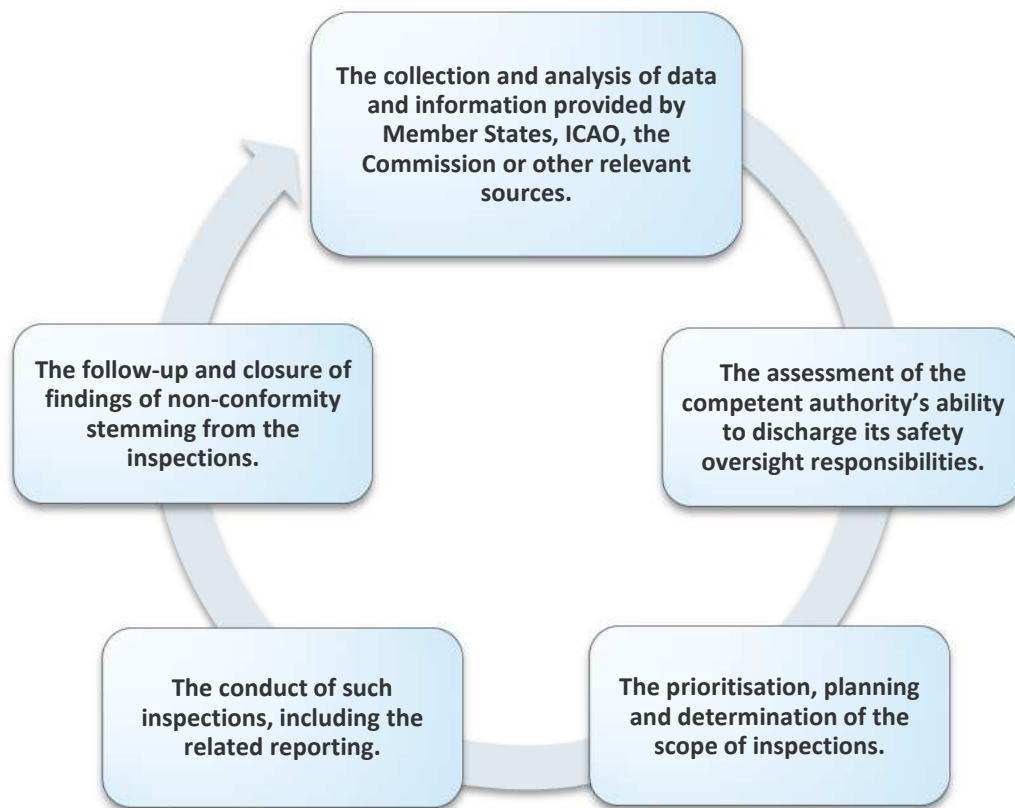 The collection and analysis of data
and information provided by
Member States, ICAO, the
Commission or other relevant
sources.
The assessment of the
competent authority’s ability
to discharge its safety
oversight responsibilities.
The prioritisation, planning
and determination of the
scope of inspections.
The conduct of such
inspections, including the
related reporting.
The follow-up and closure of
findings of non-conformity
stemming from the
inspections.